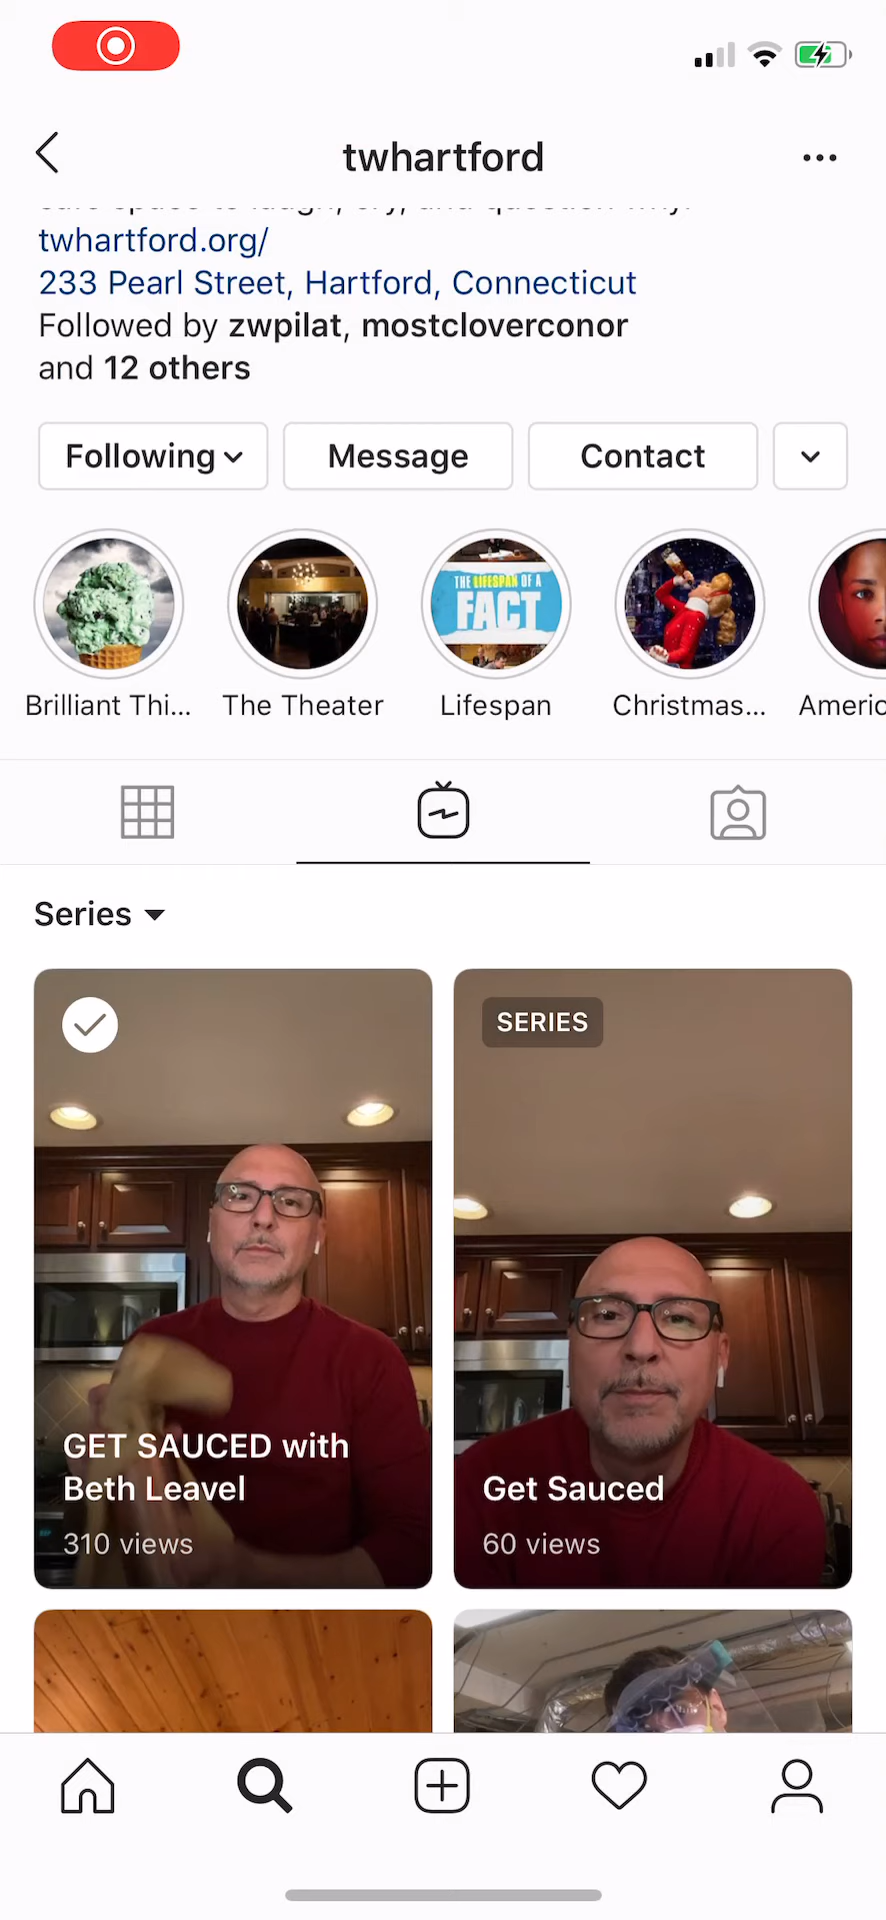 twhartford
twhartford.org/
233 Pearl Street, Hartford, Connecticut
Followed by zwpilat, mostcloverconor
and 12 others
Following
Message
Contact
THE LIFESPAN OF A
FACT
Brilliant Thi...
The Theater
Lifespan
Christmas...
Americ
Series
SERIES
GET SAUCED with
Beth Leavel
310 views
Get Sauced
60 views